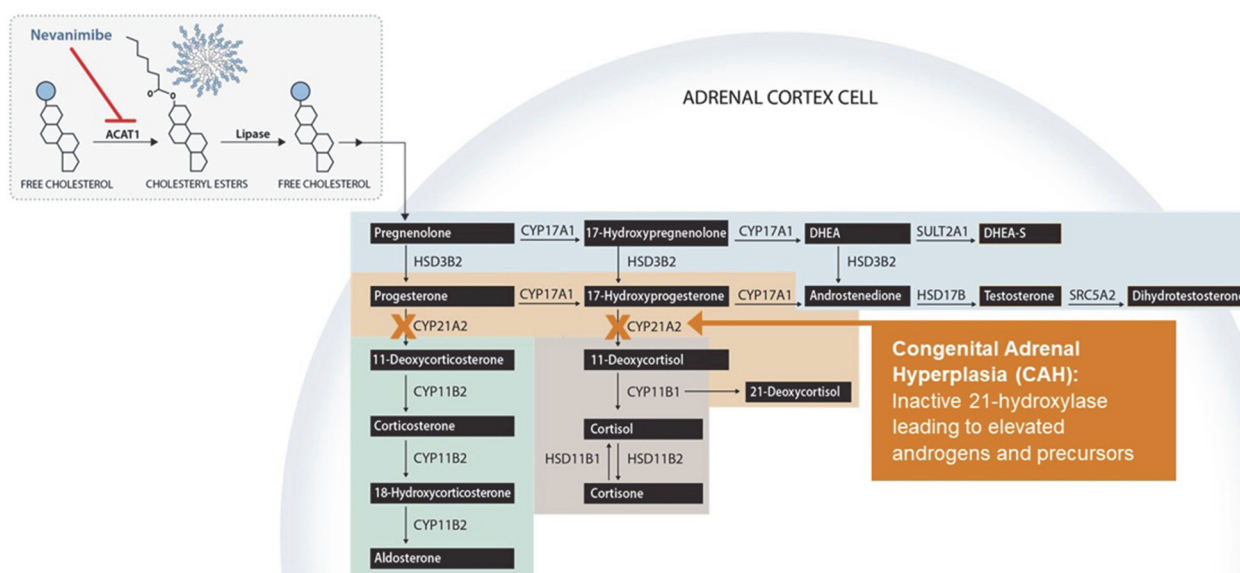 Nevanimibe
ADRENAL CORTEX CELL
O
O
ACAT1
Lipase
FREE CHOLESTEROL
CHOLESTERYL ESTERS
FREE CHOLESTEROL
Pregnenolone
CYP17A1
17-Hydroxypregnenolone
CYP17A1
DHEA
SULT2A1
DHEA-S
HSD3B2
HSD3B2
HSD3B2
Progesterone
CYP17A1
17-Hydroxyprogesterone
CYP17A1
Androstenedione
HSD17B
Testosterone
SRC5A2
Dihydrotestosterone
CYP21A2
CYP21A2
11-Deoxycorticosterone
11-Deoxycortisol
CYP11B2
CYP11B1
21-Deoxycortisol
Corticosterone
Cortisol
CYP11B2
HSD11B1
HSD11B2
18-Hydroxycorticosterone
Cortisone
CYP11B2
Aldosterone
Congenital Adrenal
Hyperplasia (CAH):
Inactive 21-hydroxylase
leading to elevated
androgens and precursors